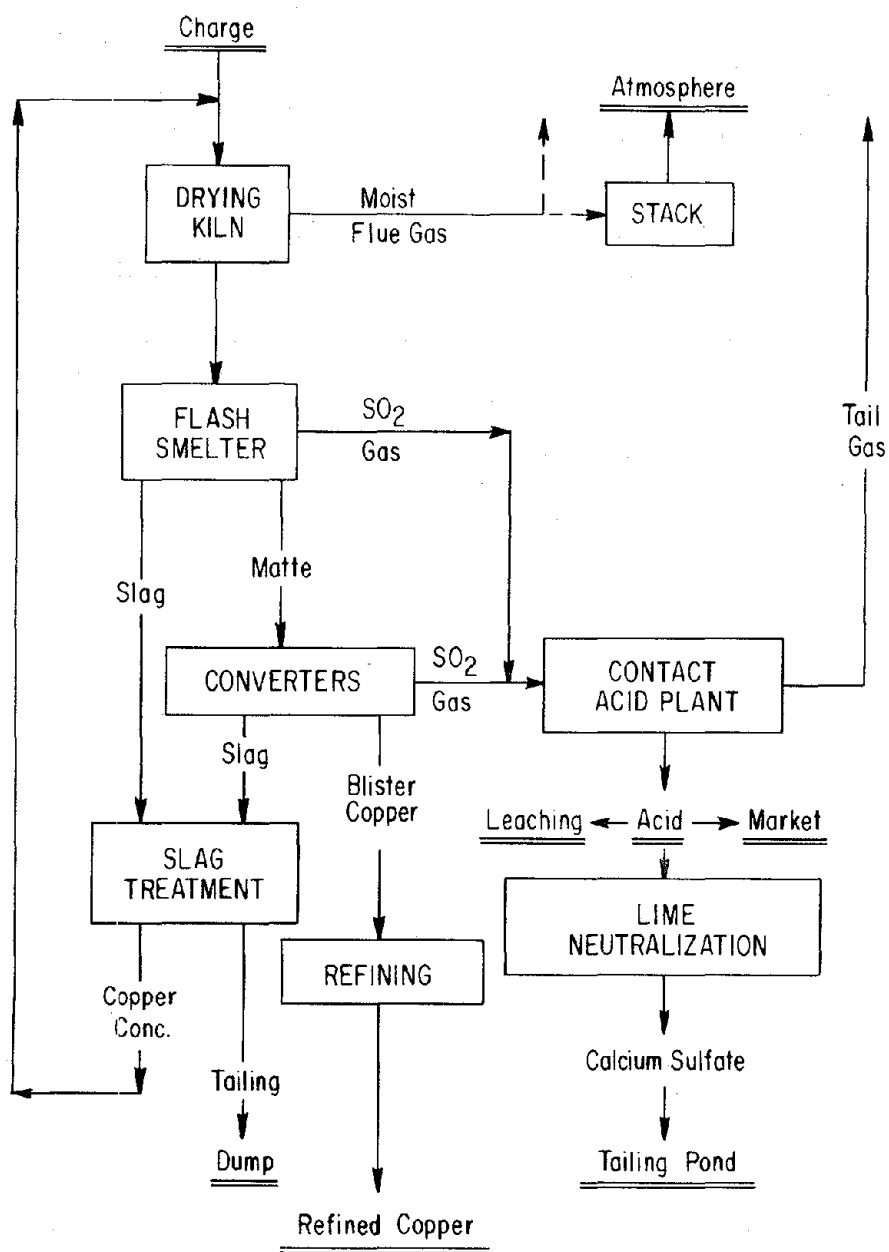 Charge
Atmosphere
DRYING
KILN
Moist
Flue Gas
STACK
FLASH
SMELTER
SO2
Gas
Tail
Gas
Slag
Matte
CONVERTERS
SO2
Gas
CONTACT
ACID PLANT
Slag
Blister
Copper
Leaching
Acid
Market
SLAG
TREATMENT
LIME
NEUTRALIZATION
REFINING
Copper
Conc.
Tailing
Calcium Sulfate
Dump
Tailing Pond
Refined Copper